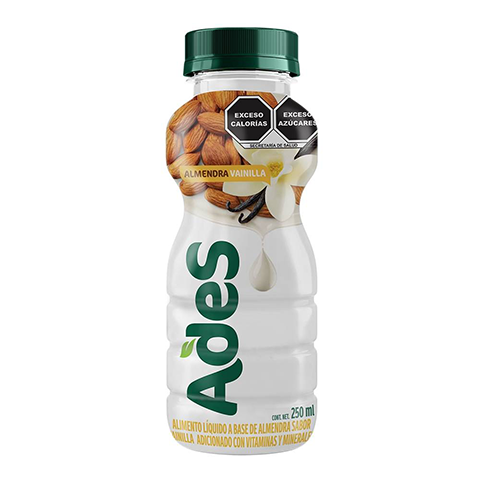 EXCESO
CALORÍAS
EXCESO
AZÚCARES
SECRETARÍA DE SALUD
ALMENDRA VAINILLA
AdeS
CONT. NET. 250 ml
ALIMENTO LÍQUIDO A BASE DE ALMENDRA SABOR
VAINILLA ADICIONADO CON VITAMINAS Y MINERALES